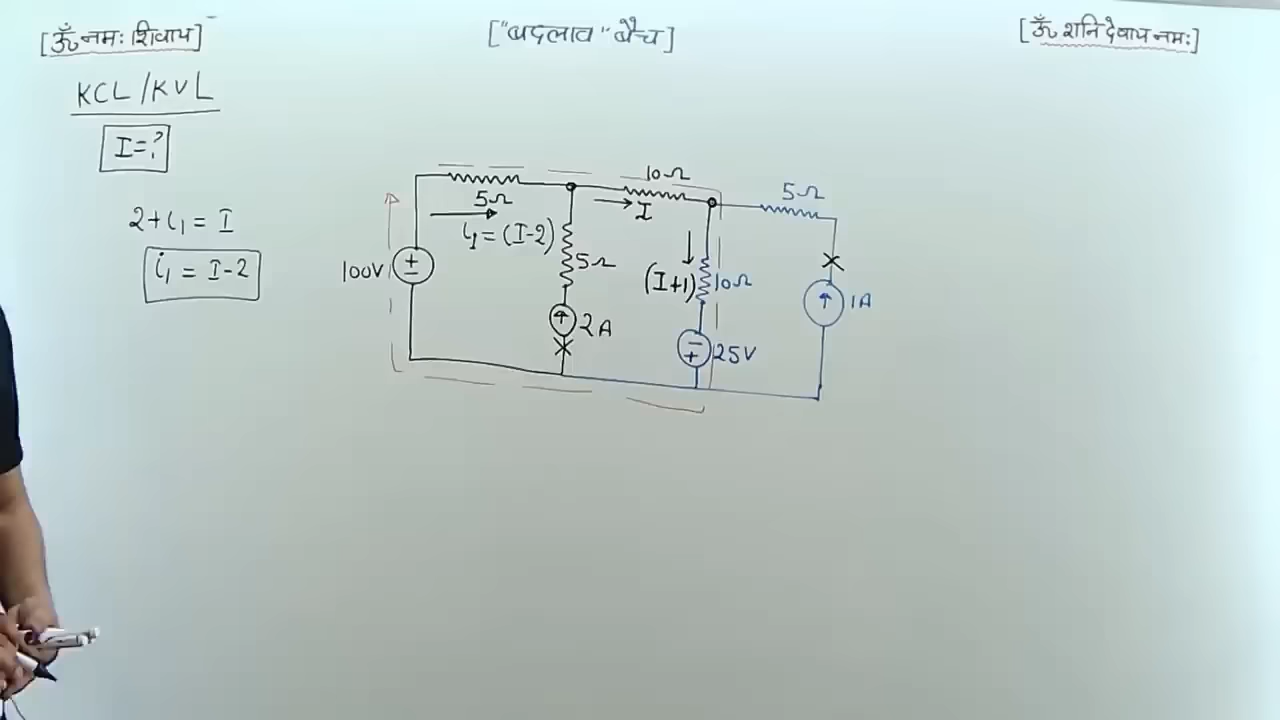 [ॐ नमः शिवाय]
["बदलाव" बैच]
[ॐ शनि देवाय नमः]
KCL/KVL
I=?
2+i₁ = I
i₁ = I-2
5Ω
i₁ = (I-2)
100V
+
-
5Ω
2A
10Ω
I
(I+1)
10Ω
-
+
25V
5Ω
1A